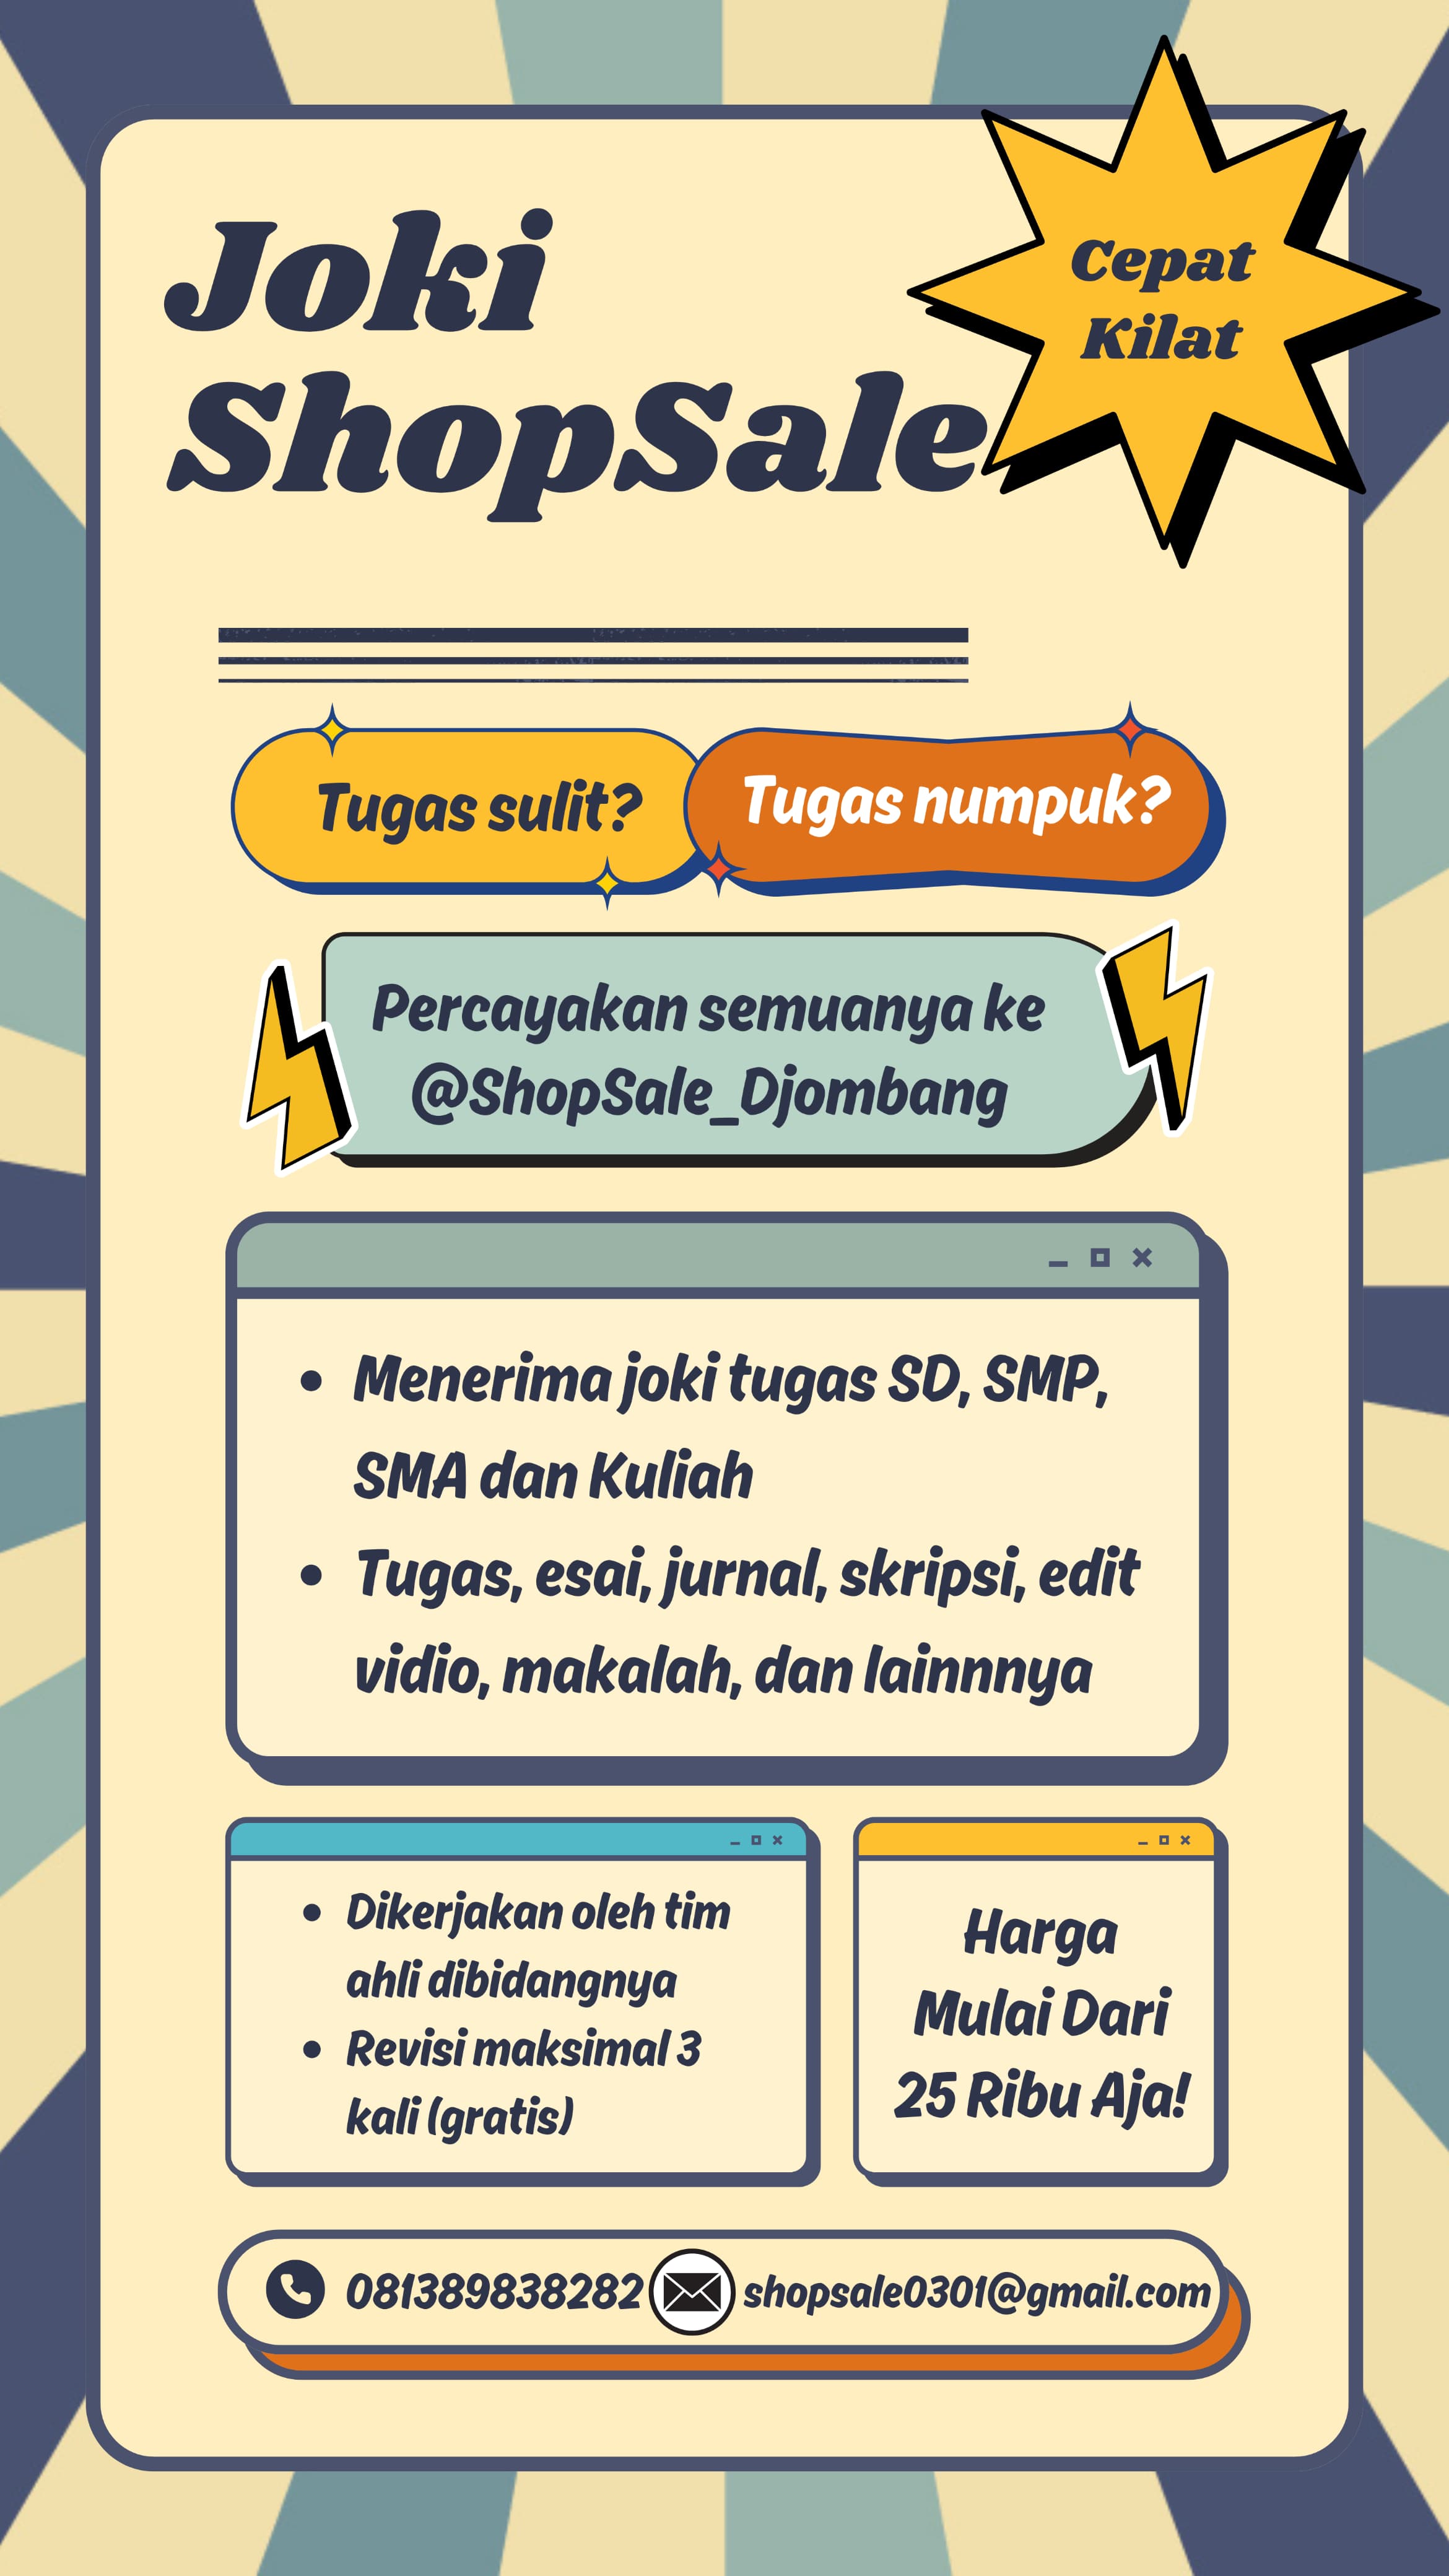 Joki
ShopSale
Cepat
Kilat
Tugas sulit?
Tugas numpuk?
Percayakan semuanya ke
@ShopSale_Djombang
• Menerima joki tugas SD, SMP,
SMA dan Kuliah
• Tugas, esai, jurnal, skripsi, edit
vidio, makalah, dan lainnnya
• Dikerjakan oleh tim
ahli dibidangnya
• Revisi maksimal 3
kali (gratis)
Harga
Mulai Dari
25 Ribu Aja!
081389838282
shopsale0301@gmail.com